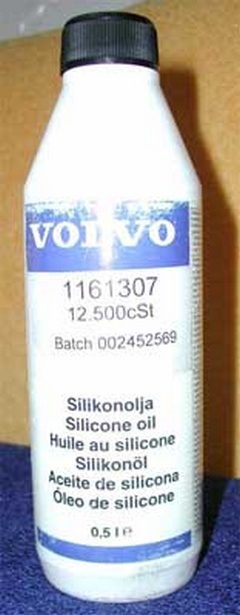 VOLVO
1161307
12.500cSt
Batch 002452569
Silikonolja
Silicone oil
Huile au silicone
Silikonöl
Aceite de silicona
Óleo de silicone
0,5 l ℮